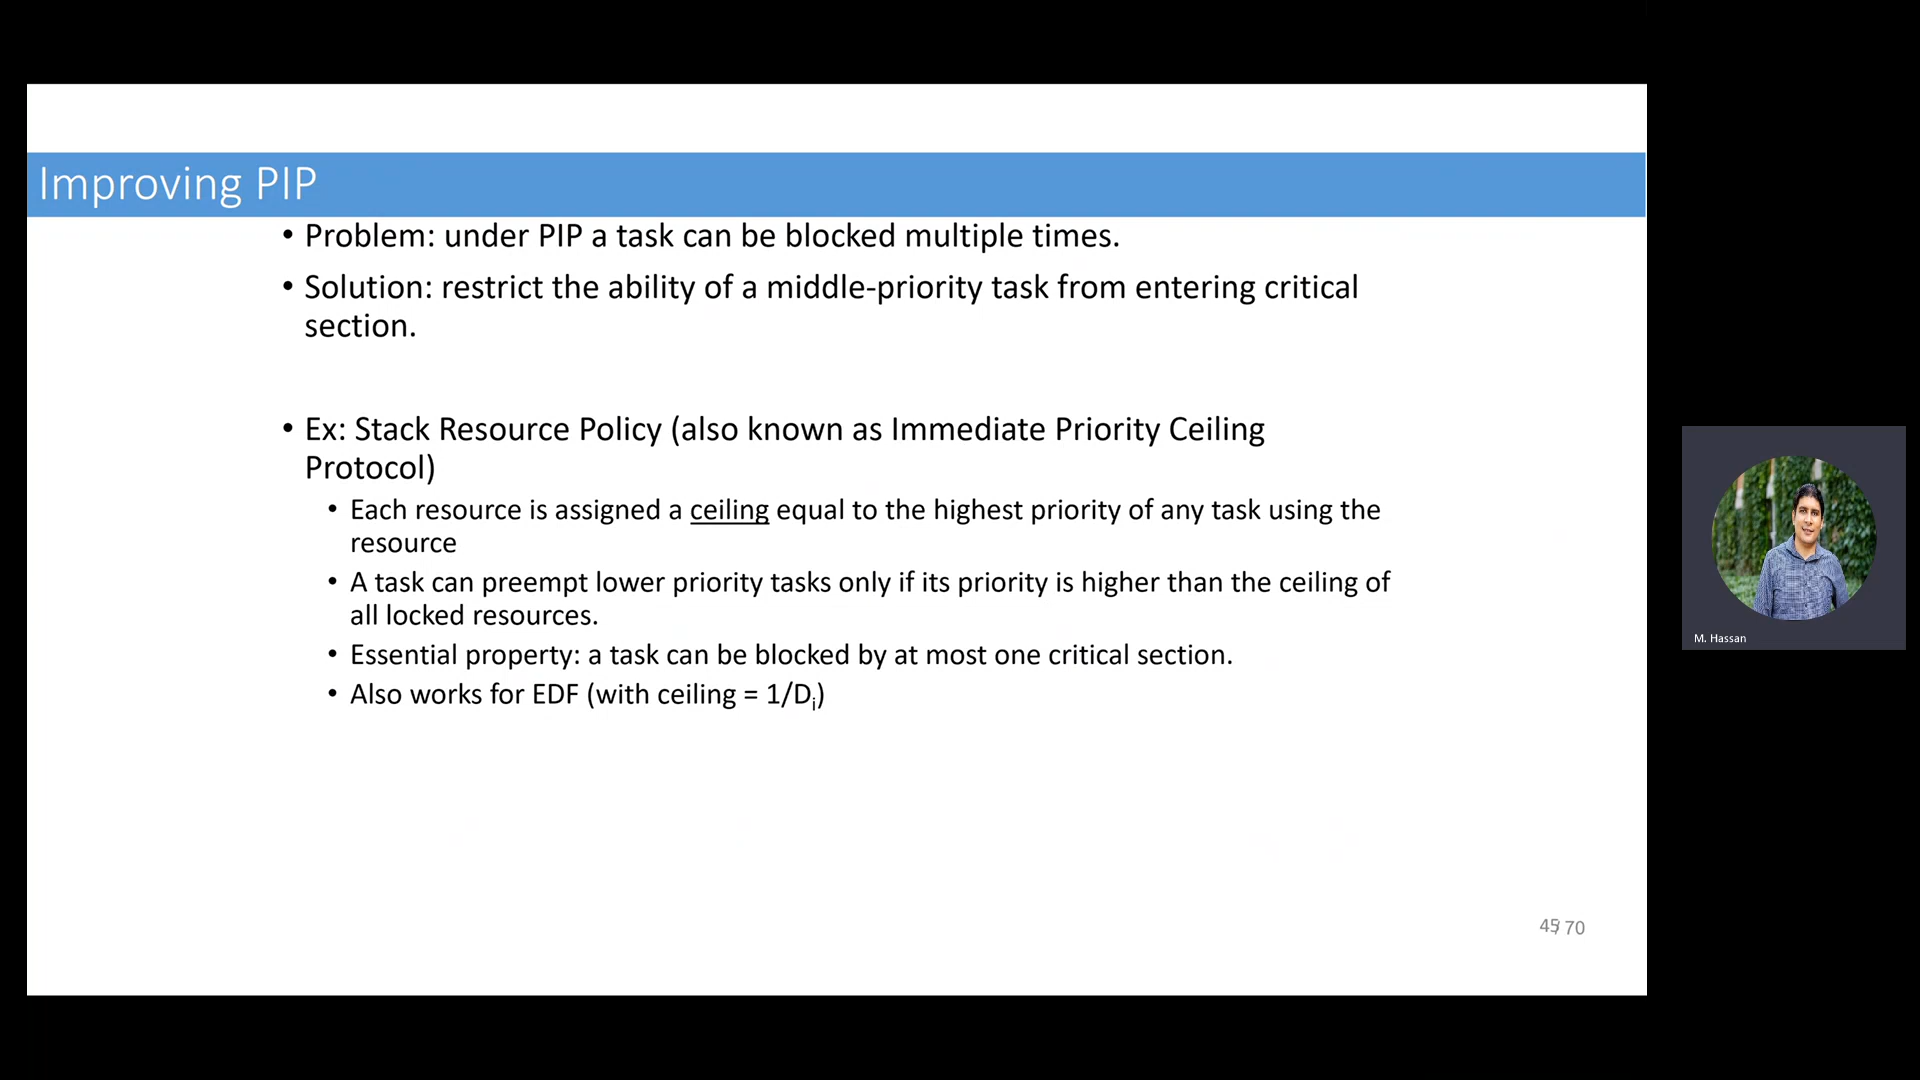 Improving PIP
• Problem: under PIP a task can be blocked multiple times.
• Solution: restrict the ability of a middle-priority task from entering critical
section.
• Ex: Stack Resource Policy (also known as Immediate Priority Ceiling
Protocol)
• Each resource is assigned a ceiling equal to the highest priority of any task using the
resource
• A task can preempt lower priority tasks only if its priority is higher than the ceiling of
all locked resources.
• Essential property: a task can be blocked by at most one critical section.
• Also works for EDF (with ceiling = 1/Di)
45/ 70
M. Hassan